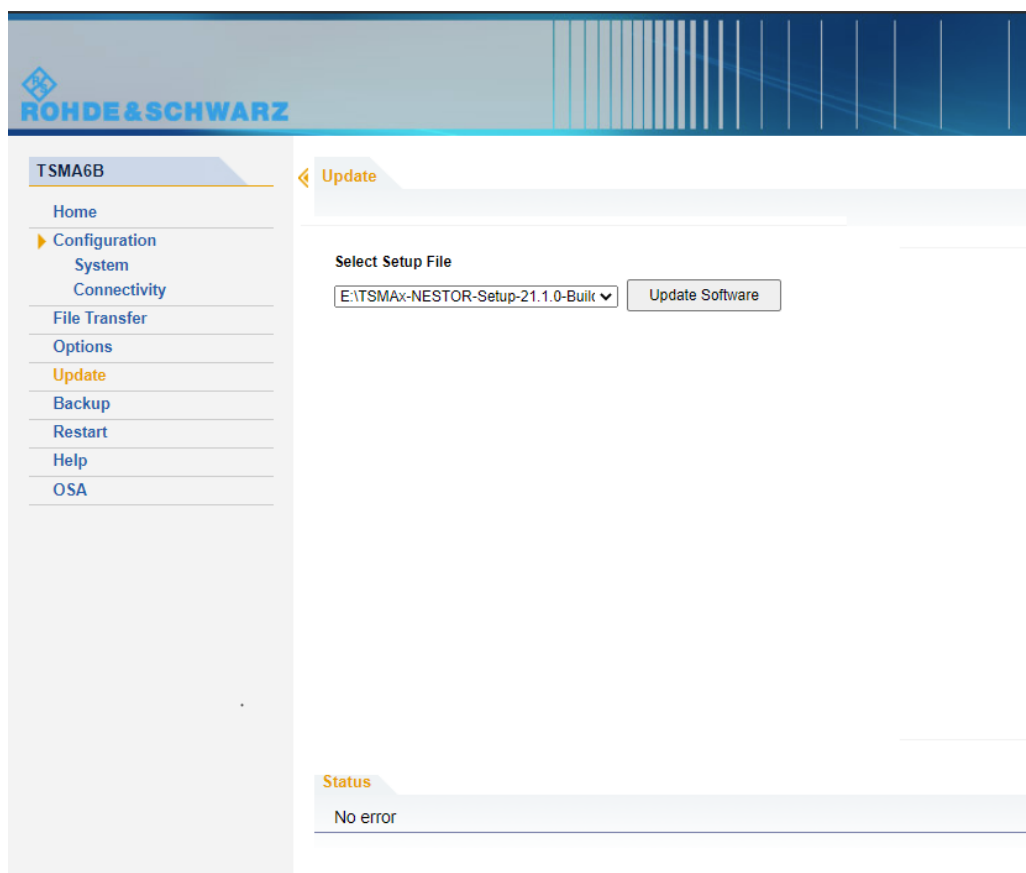 ROHDE&SCHWARZ
TSMA6B
Home
Configuration
System
Connectivity
File Transfer
Options
Update
Backup
Restart
Help
OSA
Update
Select Setup File
E:\TSMAx-NESTOR-Setup-21.1.0-Builc Update Software
Status
No error